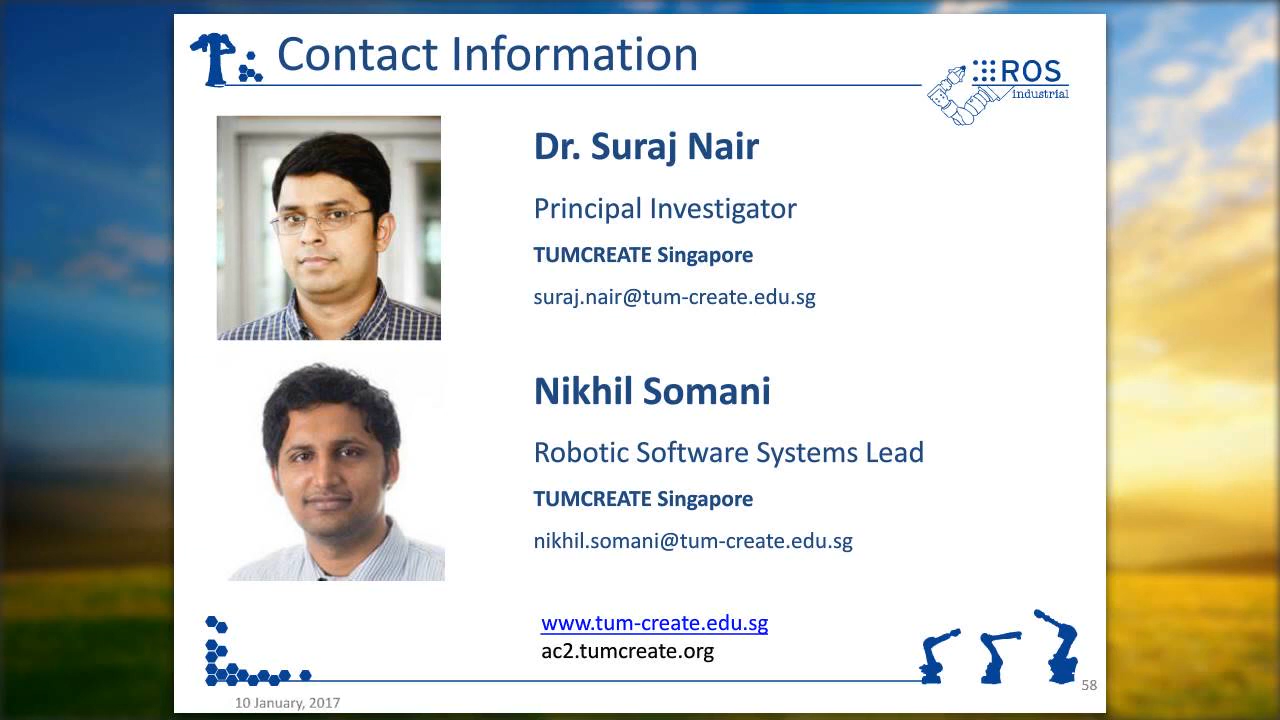 Contact Information
ROS
industrial
Dr. Suraj Nair
Principal Investigator
TUMCREATE Singapore
suraj.nair@tum-create.edu.sg
Nikhil Somani
Robotic Software Systems Lead
TUMCREATE Singapore
nikhil.somani@tum-create.edu.sg
www.tum-create.edu.sg
ac2.tumcreate.org
58
10 January, 2017